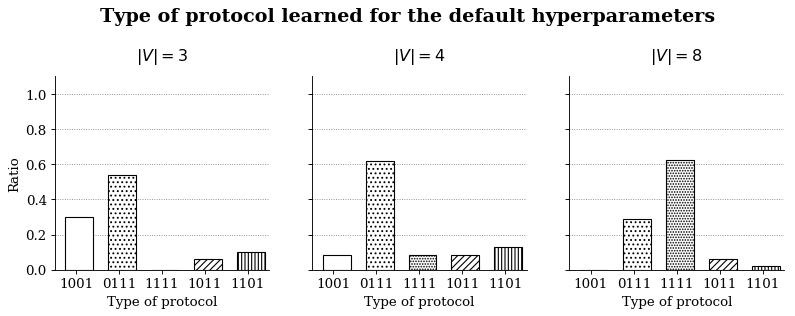 Type of protocol learned for the default hyperparameters
|V| = 3
|V| = 4
|V| = 8
Ratio
1.0
0.8
0.6
0.4
0.2
0.0
1001 0111 1111 1011 1101
1001 0111 1111 1011 1101
1001 0111 1111 1011 1101
Type of protocol
Type of protocol
Type of protocol